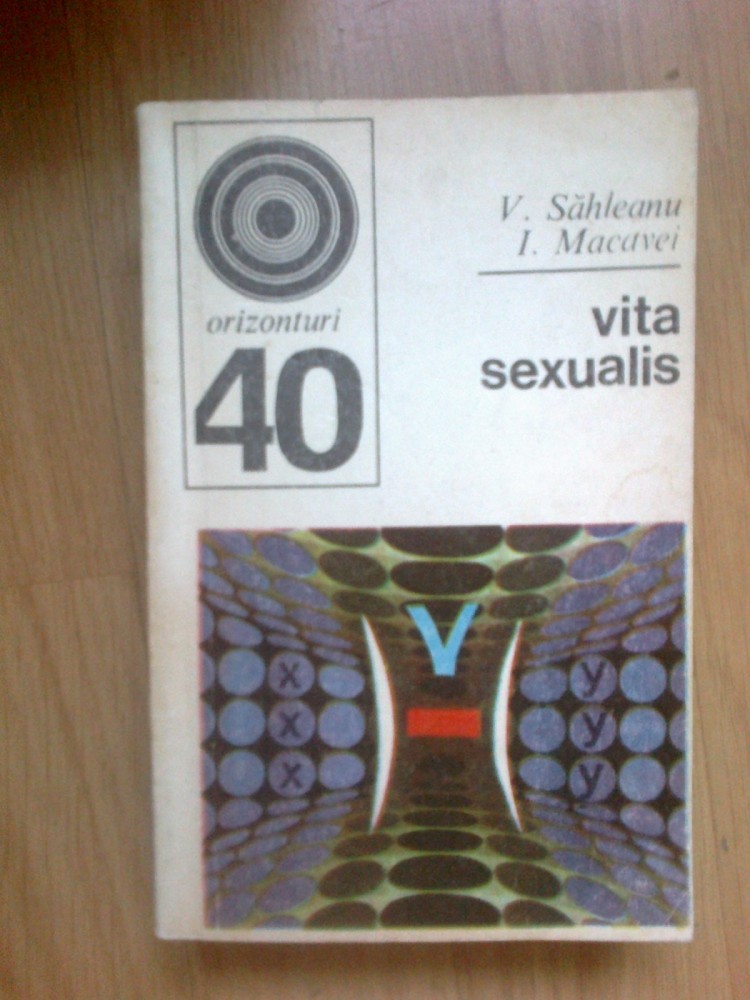 V. Săhleanu
I. Macavei
vita
sexualis
orizonturi
40
V
x y
x y
x y